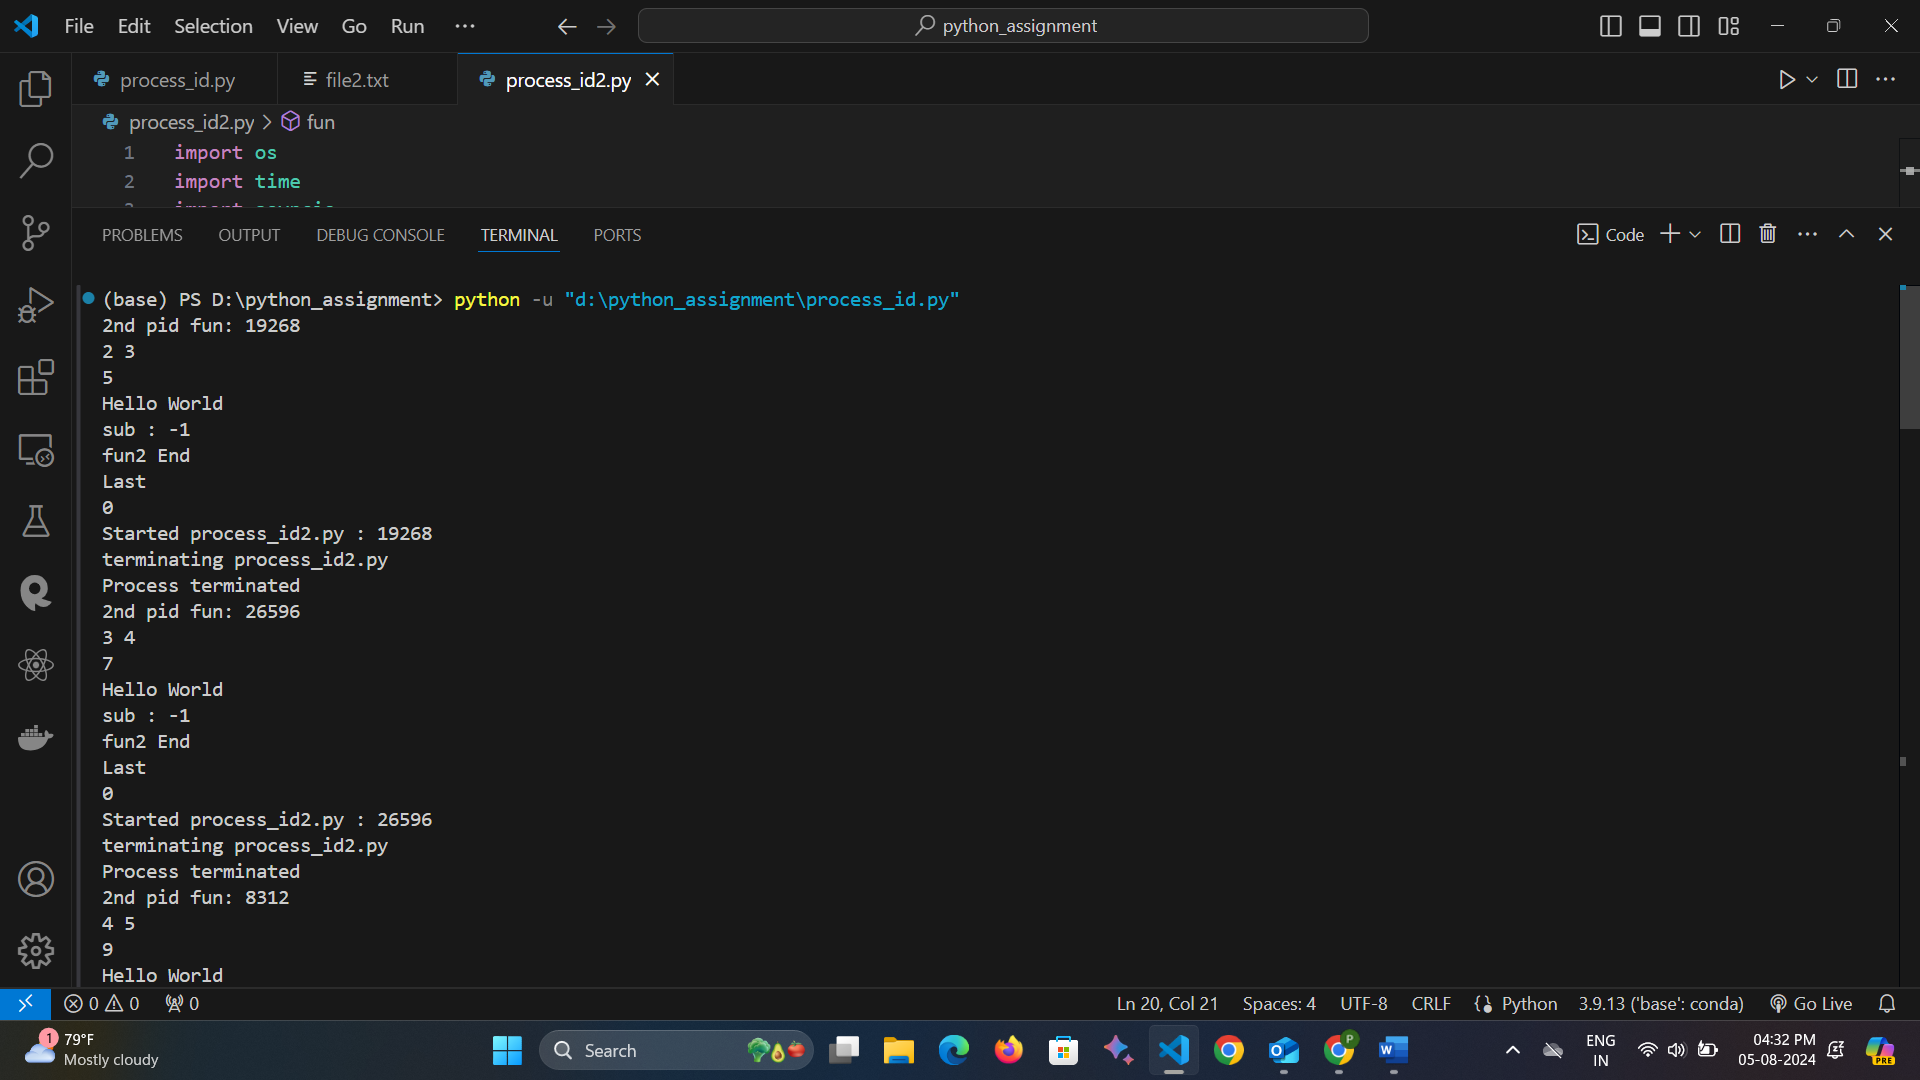 File Edit Selection View Go Run ··· python_assignment
process_id.py file2.txt process_id2.py
process_id2.py > fun
1 import os
2 import time
PROBLEMS OUTPUT DEBUG CONSOLE TERMINAL PORTS Code
(base) PS D:\python_assignment> python -u "d:\python_assignment\process_id.py"
2nd pid fun: 19268
2 3
5
Hello World
sub : -1
fun2 End
Last
0
Started process_id2.py : 19268
terminating process_id2.py
Process terminated
2nd pid fun: 26596
3 4
7
Hello World
sub : -1
fun2 End
Last
0
Started process_id2.py : 26596
terminating process_id2.py
Process terminated
2nd pid fun: 8312
4 5
9
Hello World
0 0 0 Ln 20, Col 21 Spaces: 4 UTF-8 CRLF Python 3.9.13 ('base': conda) Go Live
1 79°F
Mostly cloudy
Search
P
W
PRE
ENG
IN
04:32 PM
05-08-2024